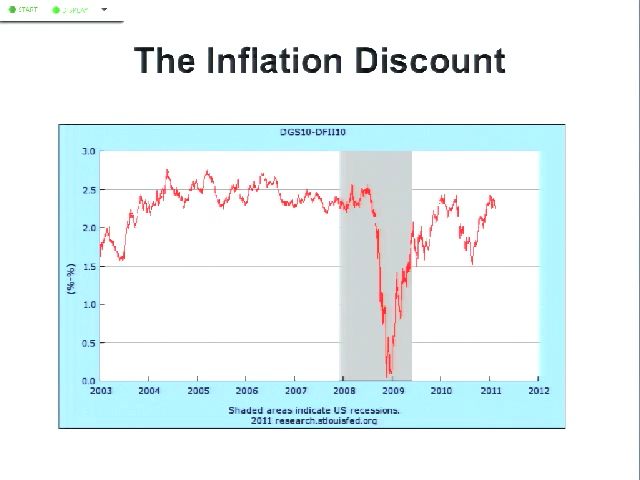 START DISPLAY
The Inflation Discount
DGS10-DFII10
3.0
2.5
2.0
1.5
1.0
0.5
0.0
(%-%)
2003 2004 2005 2006 2007 2008 2009 2010 2011 2012
Shaded areas indicate US recessions.
2011 research.stlouisfed.org